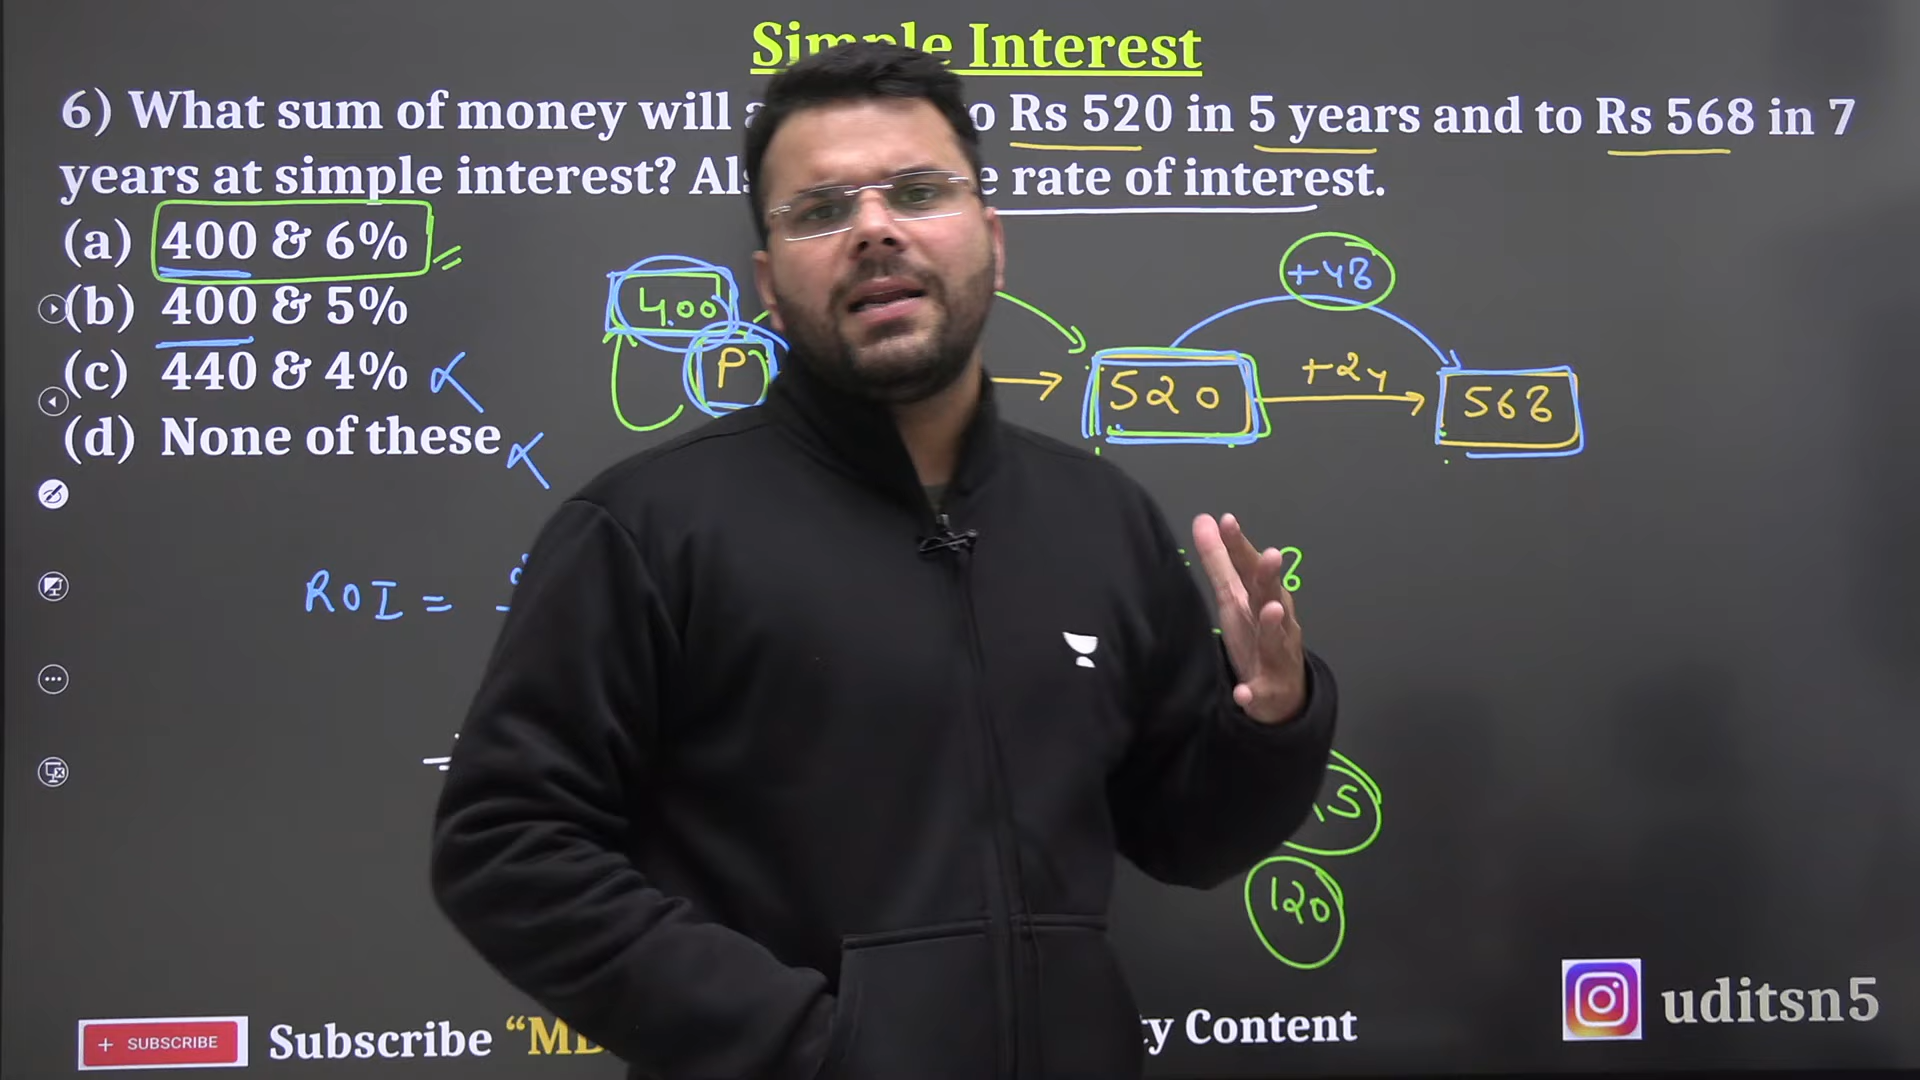 Simple Interest
6) What sum of money will Rs 520 in 5 years and to Rs 568 in 7
years at simple interest? rate of interest.
(a) 400 & 6%
(b) 400 & 5%
(c) 440 & 4%
(d) None of these
400
P
520
+2y
568
+48
ROI =
120
+ SUBSCRIBE
Subscribe Content
uditsn5